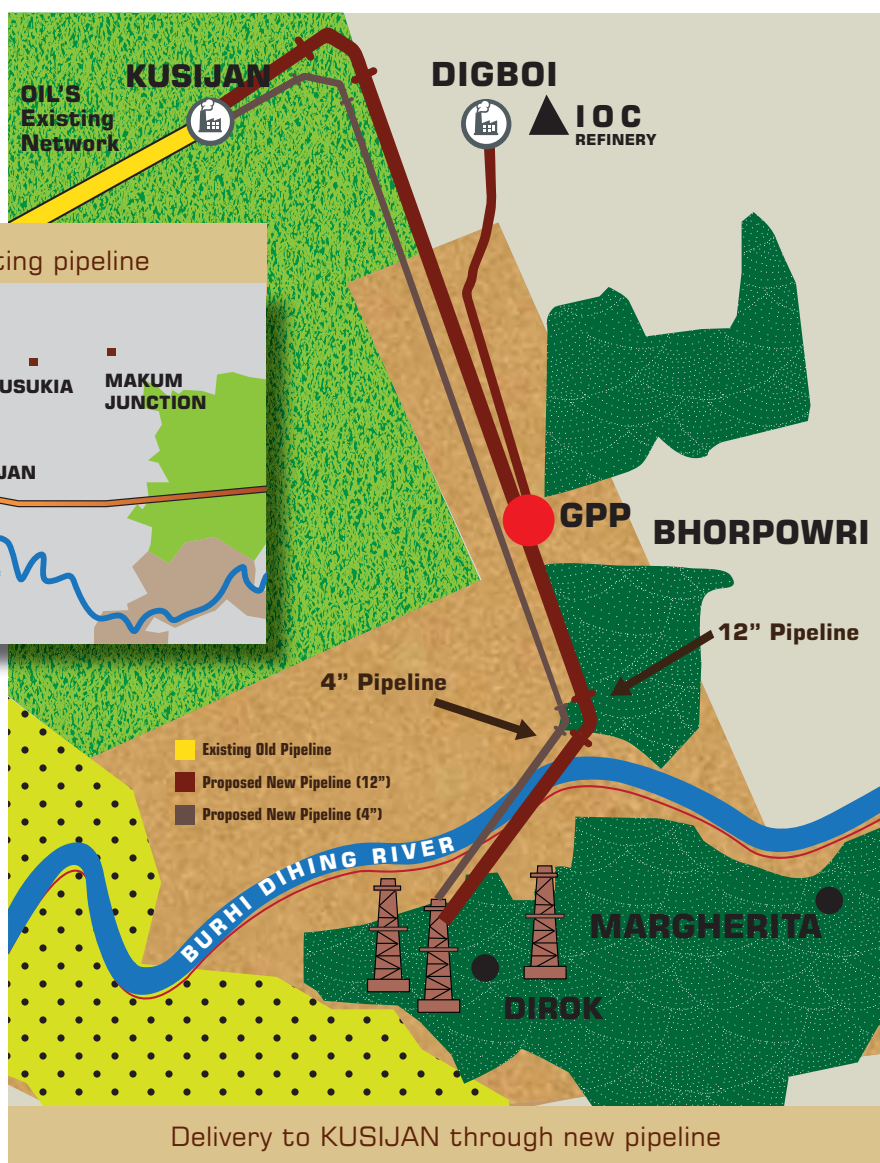 KUSIJAN
DIGBOI
OIL'S
Existing
Network
IOC
REFINERY
ting pipeline
USUKIA
MAKUM
JUNCTION
JAN
GPP
BHORPOWRI
12” Pipeline
4” Pipeline
Existing Old Pipeline
Proposed New Pipeline (12”)
Proposed New Pipeline (4”)
BURHI DIHING RIVER
MARGHERITA
DIROK
Delivery to KUSIJAN through new pipeline